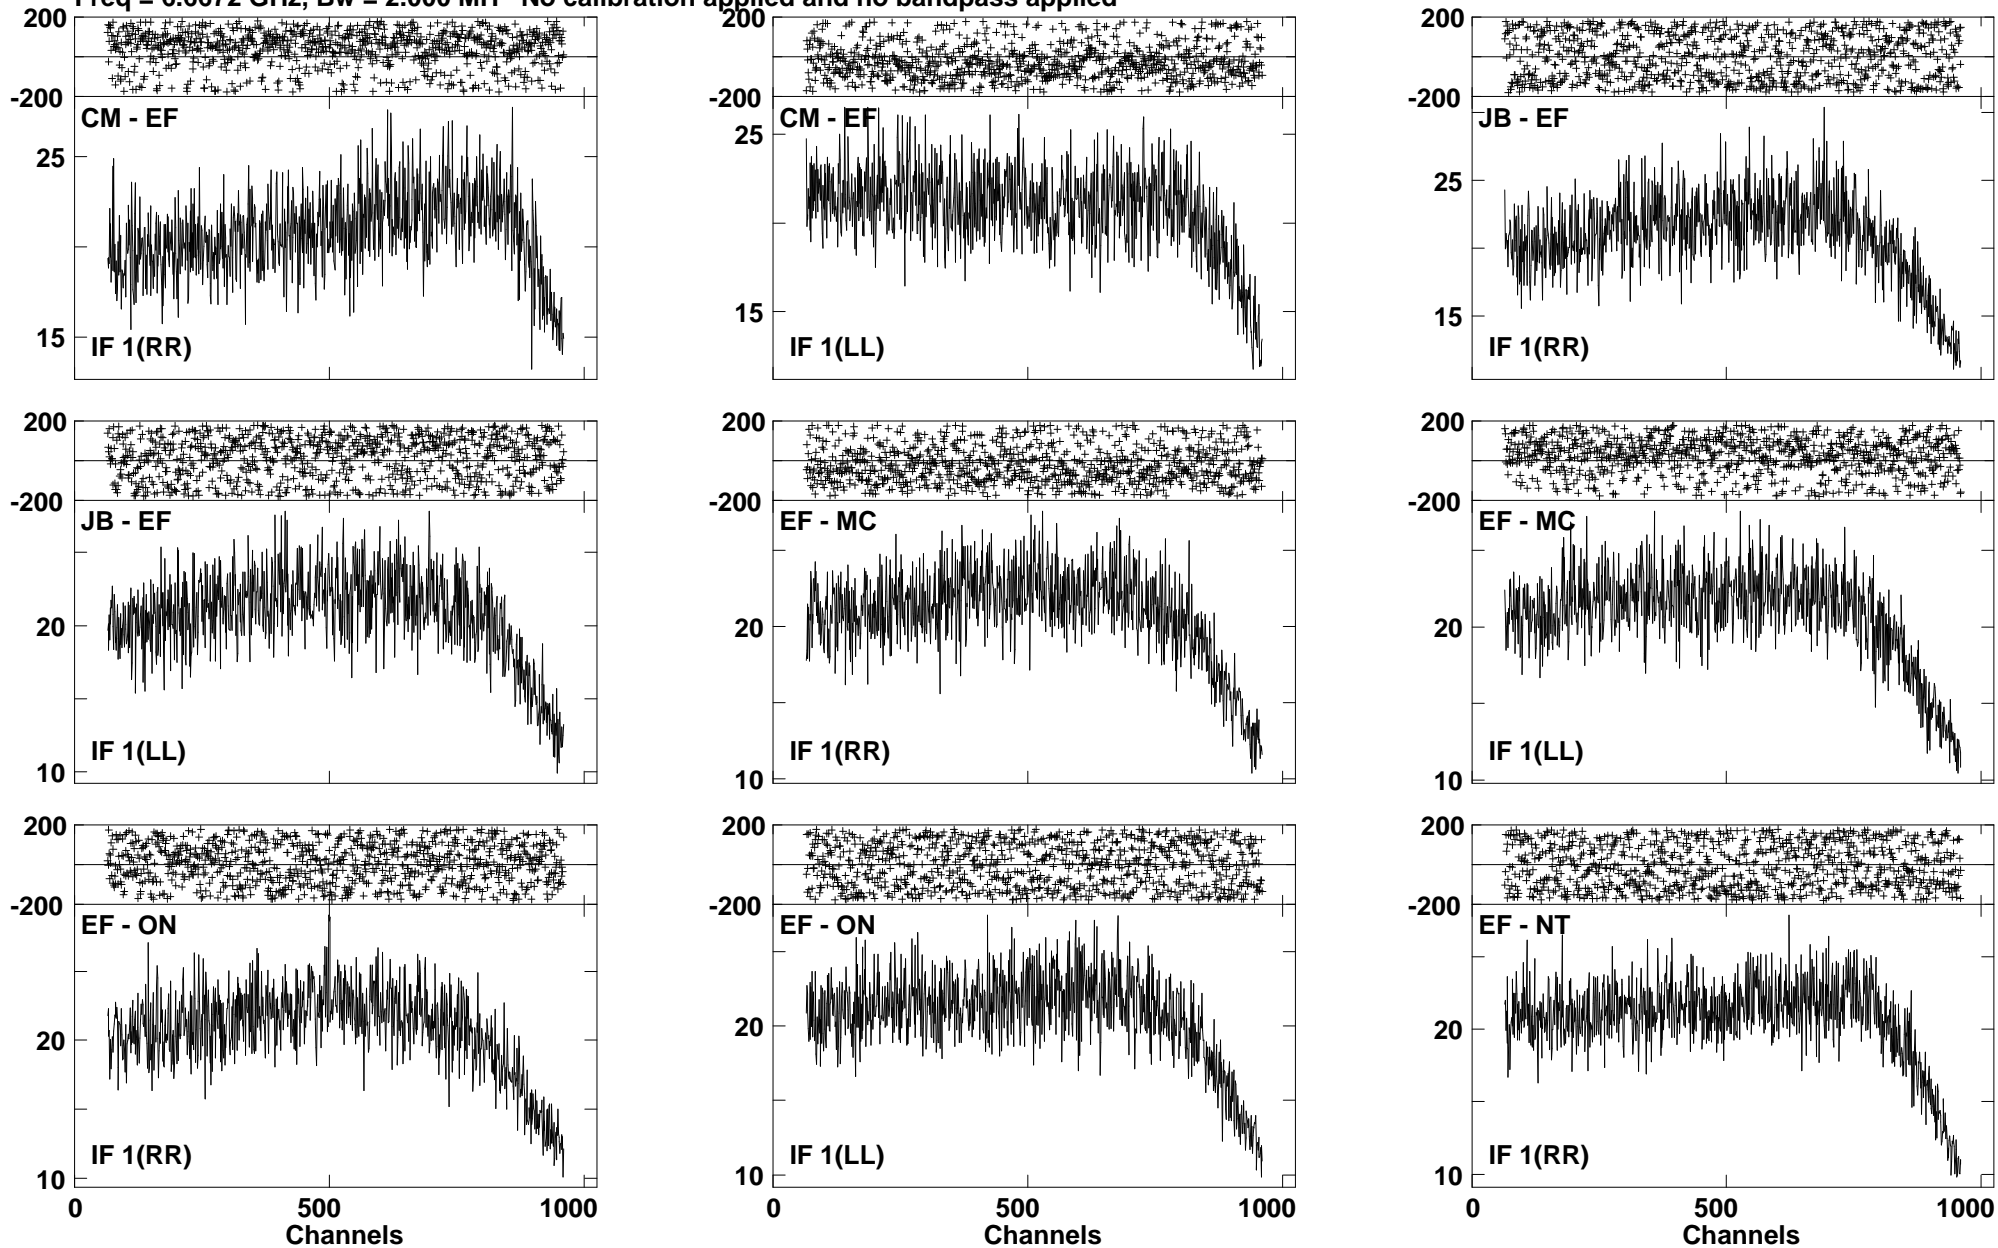 Freq = 6.6672 GHz, Bw = 2.000 MH No calibration applied and no bandpass applied
200
-200
CM - EF
25
15
IF 1(RR)
0
200
-200
CM - EF
25
15
IF 1(LL)
200
-200
JB - EF
25
15
IF 1(RR)
200
-200
JB - EF
20
10
IF 1(LL)
200
-200
EF - MC
20
10
IF 1(RR)
200
-200
EF - MC
20
10
IF 1(LL)
200
-200
EF - ON
20
10
IF 1(RR)
0 500 1000
Channels
200
-200
EF - ON
20
10
IF 1(LL)
0 500 1000
Channels
200
-200
EF - NT
20
10
IF 1(RR)
0 500 1000
Channels